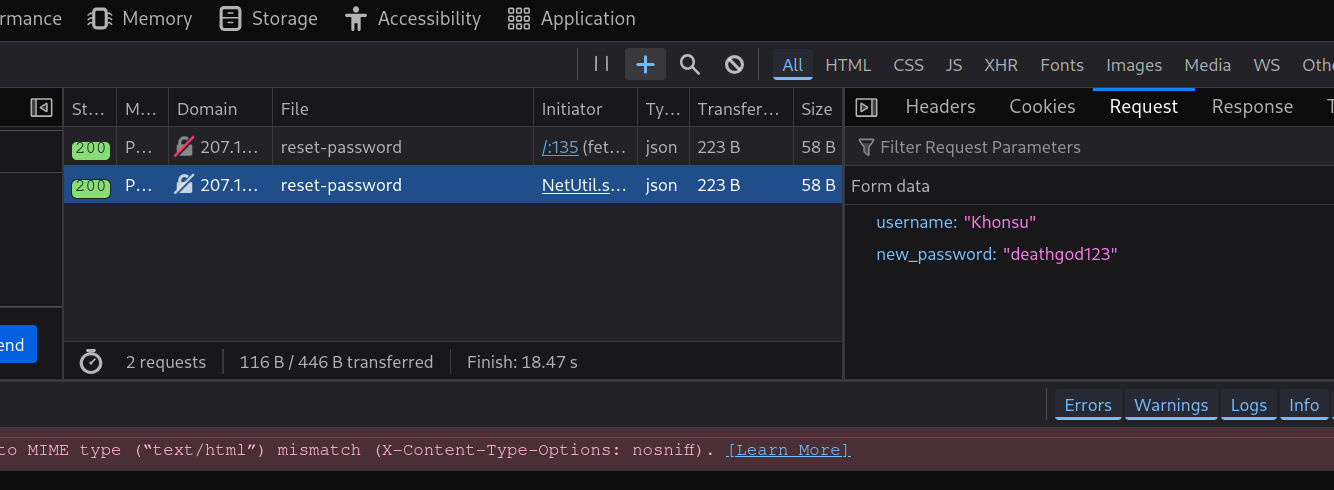 rmance Memory Storage Accessibility Application
All HTML CSS JS XHR Fonts Images Media WS Othe
St... M... Domain File Initiator Ty... Transfer... Size Headers Cookies Request Response T
200 P... 207.1... reset-password /:135 (fet... json 223 B 58 B Filter Request Parameters
200 P... 207.1... reset-password NetUtil.s... json 223 B 58 B Form data
username: "Khonsu"
new_password: "deathgod123"
end
2 requests 116 B / 446 B transferred Finish: 18.47 s
Errors Warnings Logs Info
to MIME type (“text/html”) mismatch (X-Content-Type-Options: nosniff). [Learn More]